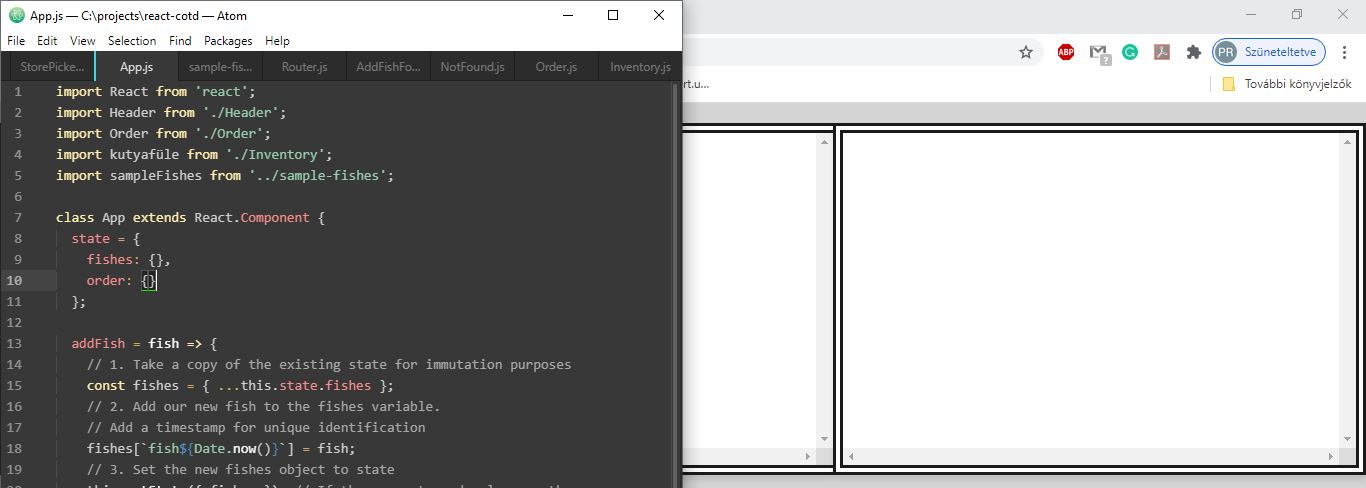 App.js — C:\projects\react-cotd — Atom
File Edit View Selection Find Packages Help
StorePicke... App.js sample-fis... Router.js AddFishFo... NotFound.js Order.js Inventory.js
1 import React from 'react';
2 import Header from './Header';
3 import Order from './Order';
4 import kutyafüle from './Inventory';
5 import sampleFishes from '../sample-fishes';
6
7 class App extends React.Component {
8 state = {
9 fishes: {},
10 order: {}
11 };
12
13 addFish = fish => {
14 // 1. Take a copy of the existing state for immutation purposes
15 const fishes = { ...this.state.fishes };
16 // 2. Add our new fish to the fishes variable.
17 // Add a timestamp for unique identification
18 fishes[`fish${Date.now()}`] = fish;
19 // 3. Set the new fishes object to state
ABP
?
PR Szüneteltetve
rt.u...
További könyvjelzők